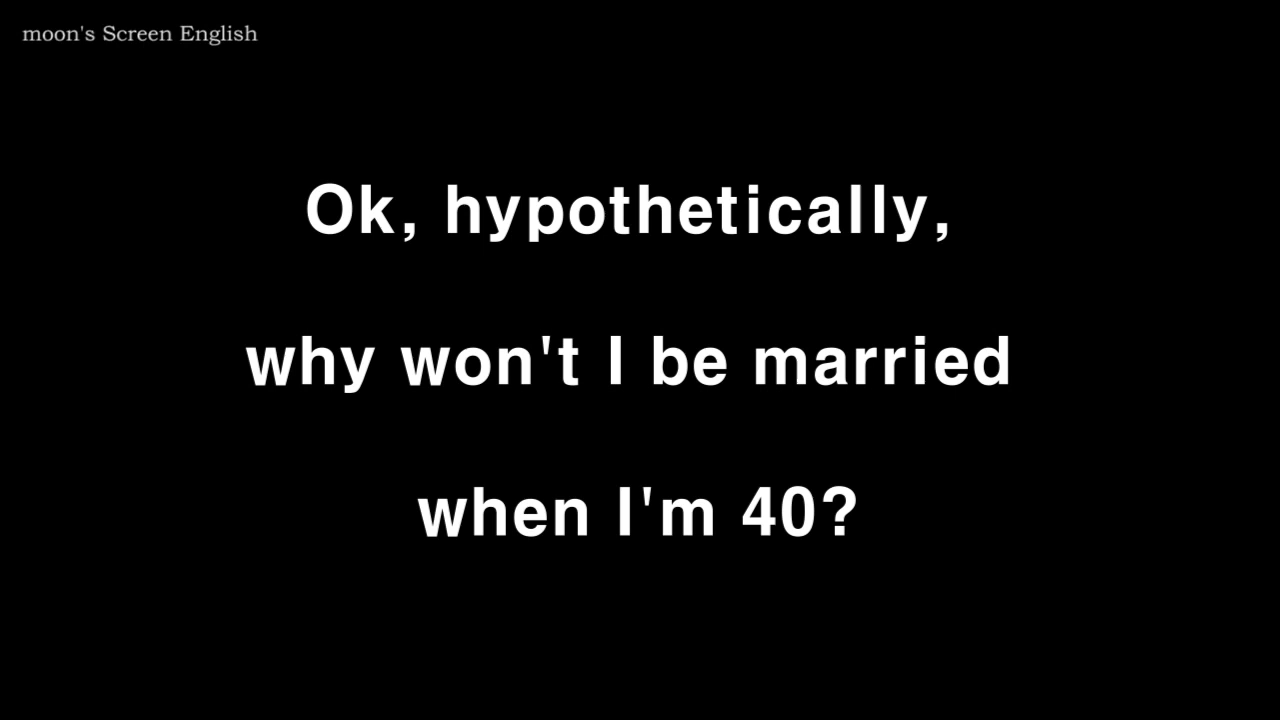 moon's Screen English
Ok, hypothetically,
why won't I be married
when I'm 40?